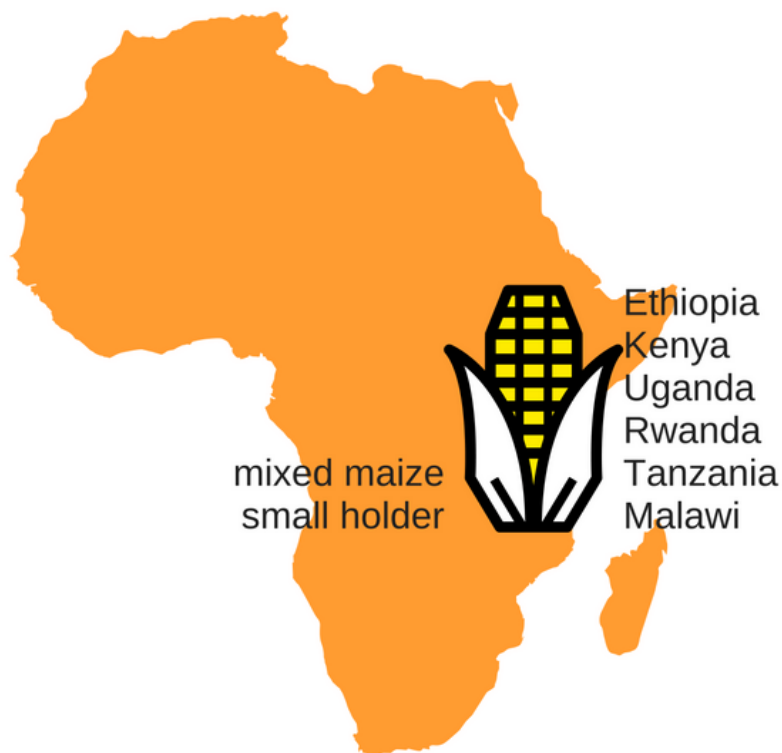 Ethiopia
Kenya
Uganda
Rwanda
Tanzania
Malawi
mixed maize
small holder